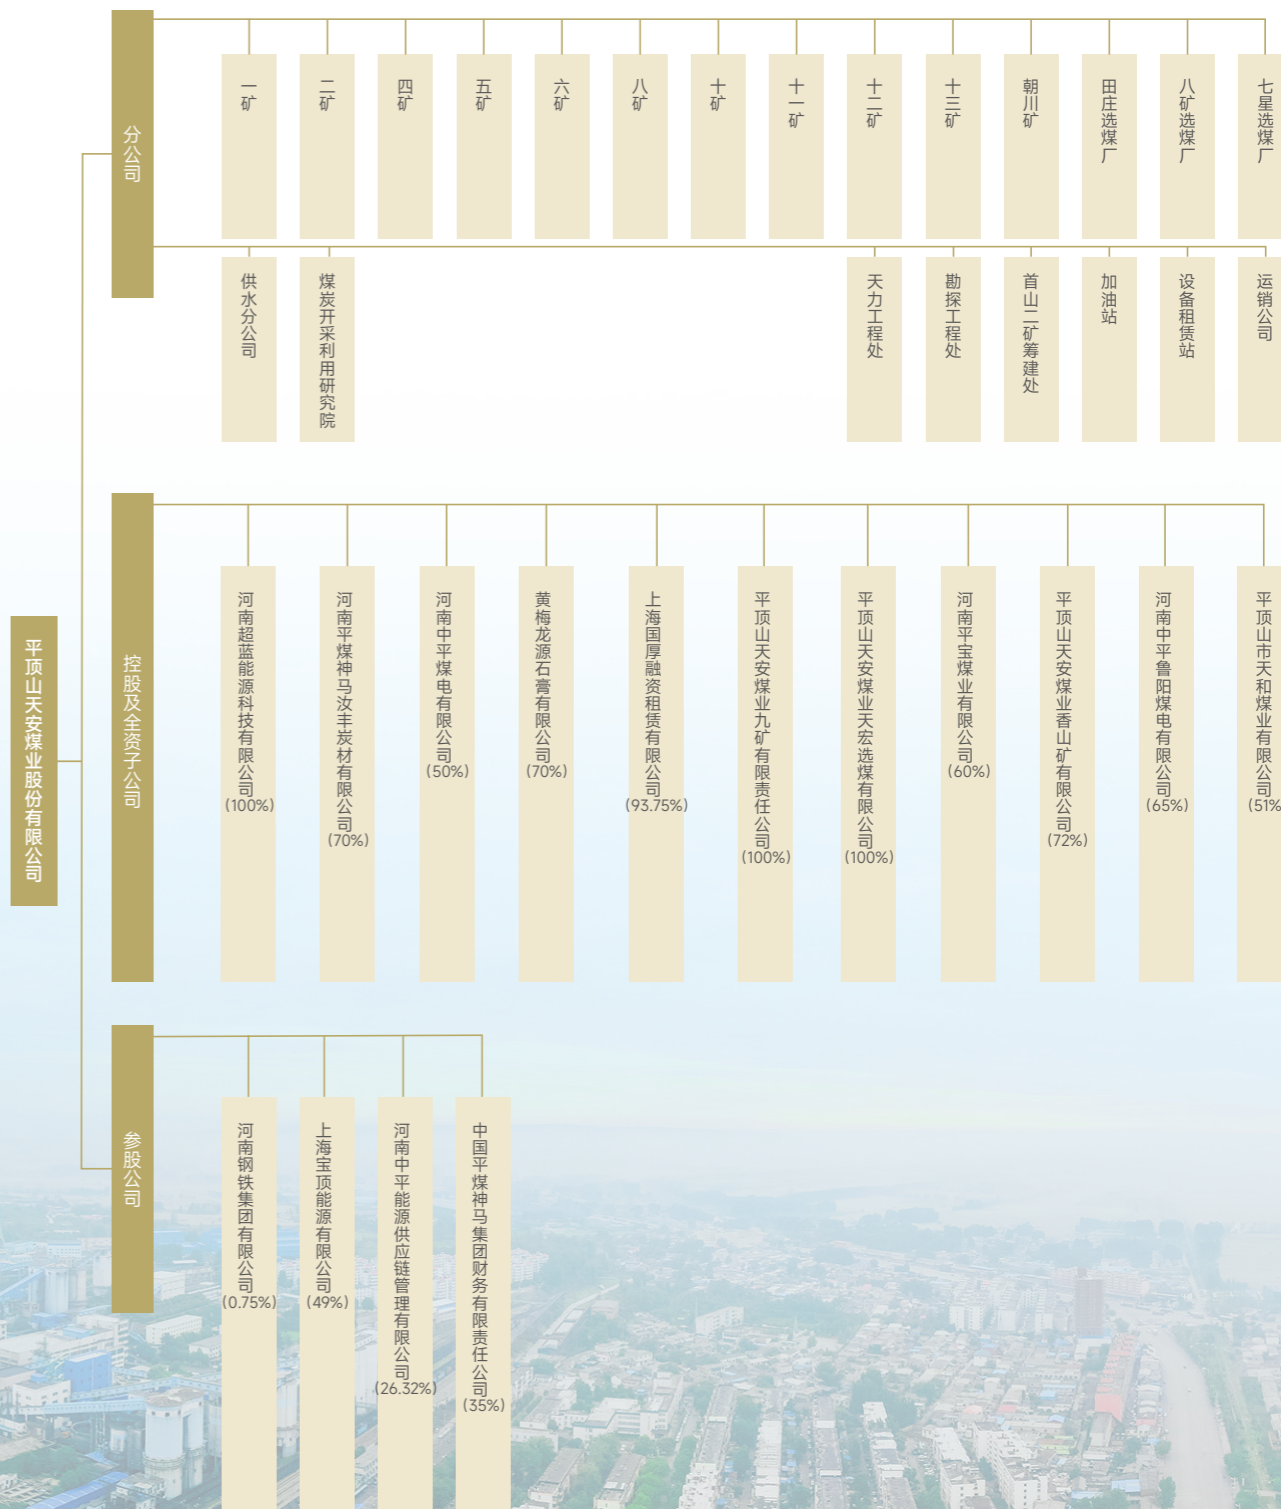 平顶山天安煤业股份有限公司
分公司
一矿
二矿
四矿
五矿
六矿
八矿
十矿
十一矿
十二矿
十三矿
朝川矿
田庄选煤厂
八矿选煤厂
七星选煤厂
供水分公司
煤炭开采利用研究院
天力工程处
勘探工程处
首山二矿筹建处
加油站
设备租赁站
运销公司
控股及全资子公司
河南超蓝能源科技有限公司
(100%)
河南平煤神马汝丰炭材有限公司
(70%)
河南中平煤电有限公司
(50%)
黄梅龙源石膏有限公司
(70%)
上海国厚融资租赁有限公司
(93.75%)
平顶山天安煤业九矿有限责任公司
(100%)
平顶山天安煤业天宏选煤有限公司
(100%)
河南平宝煤业有限公司
(60%)
平顶山天安煤业香山矿有限公司
(72%)
河南中平鲁阳煤电有限公司
(65%)
平顶山市天和煤业有限公司
(51%
参股公司
河南钢铁集团有限公司
(0.75%)
上海宝顶能源有限公司
(49%)
河南中平能源供应链管理有限公司
(26.32%)
中国平煤神马集团财务有限责任公司
(35%)